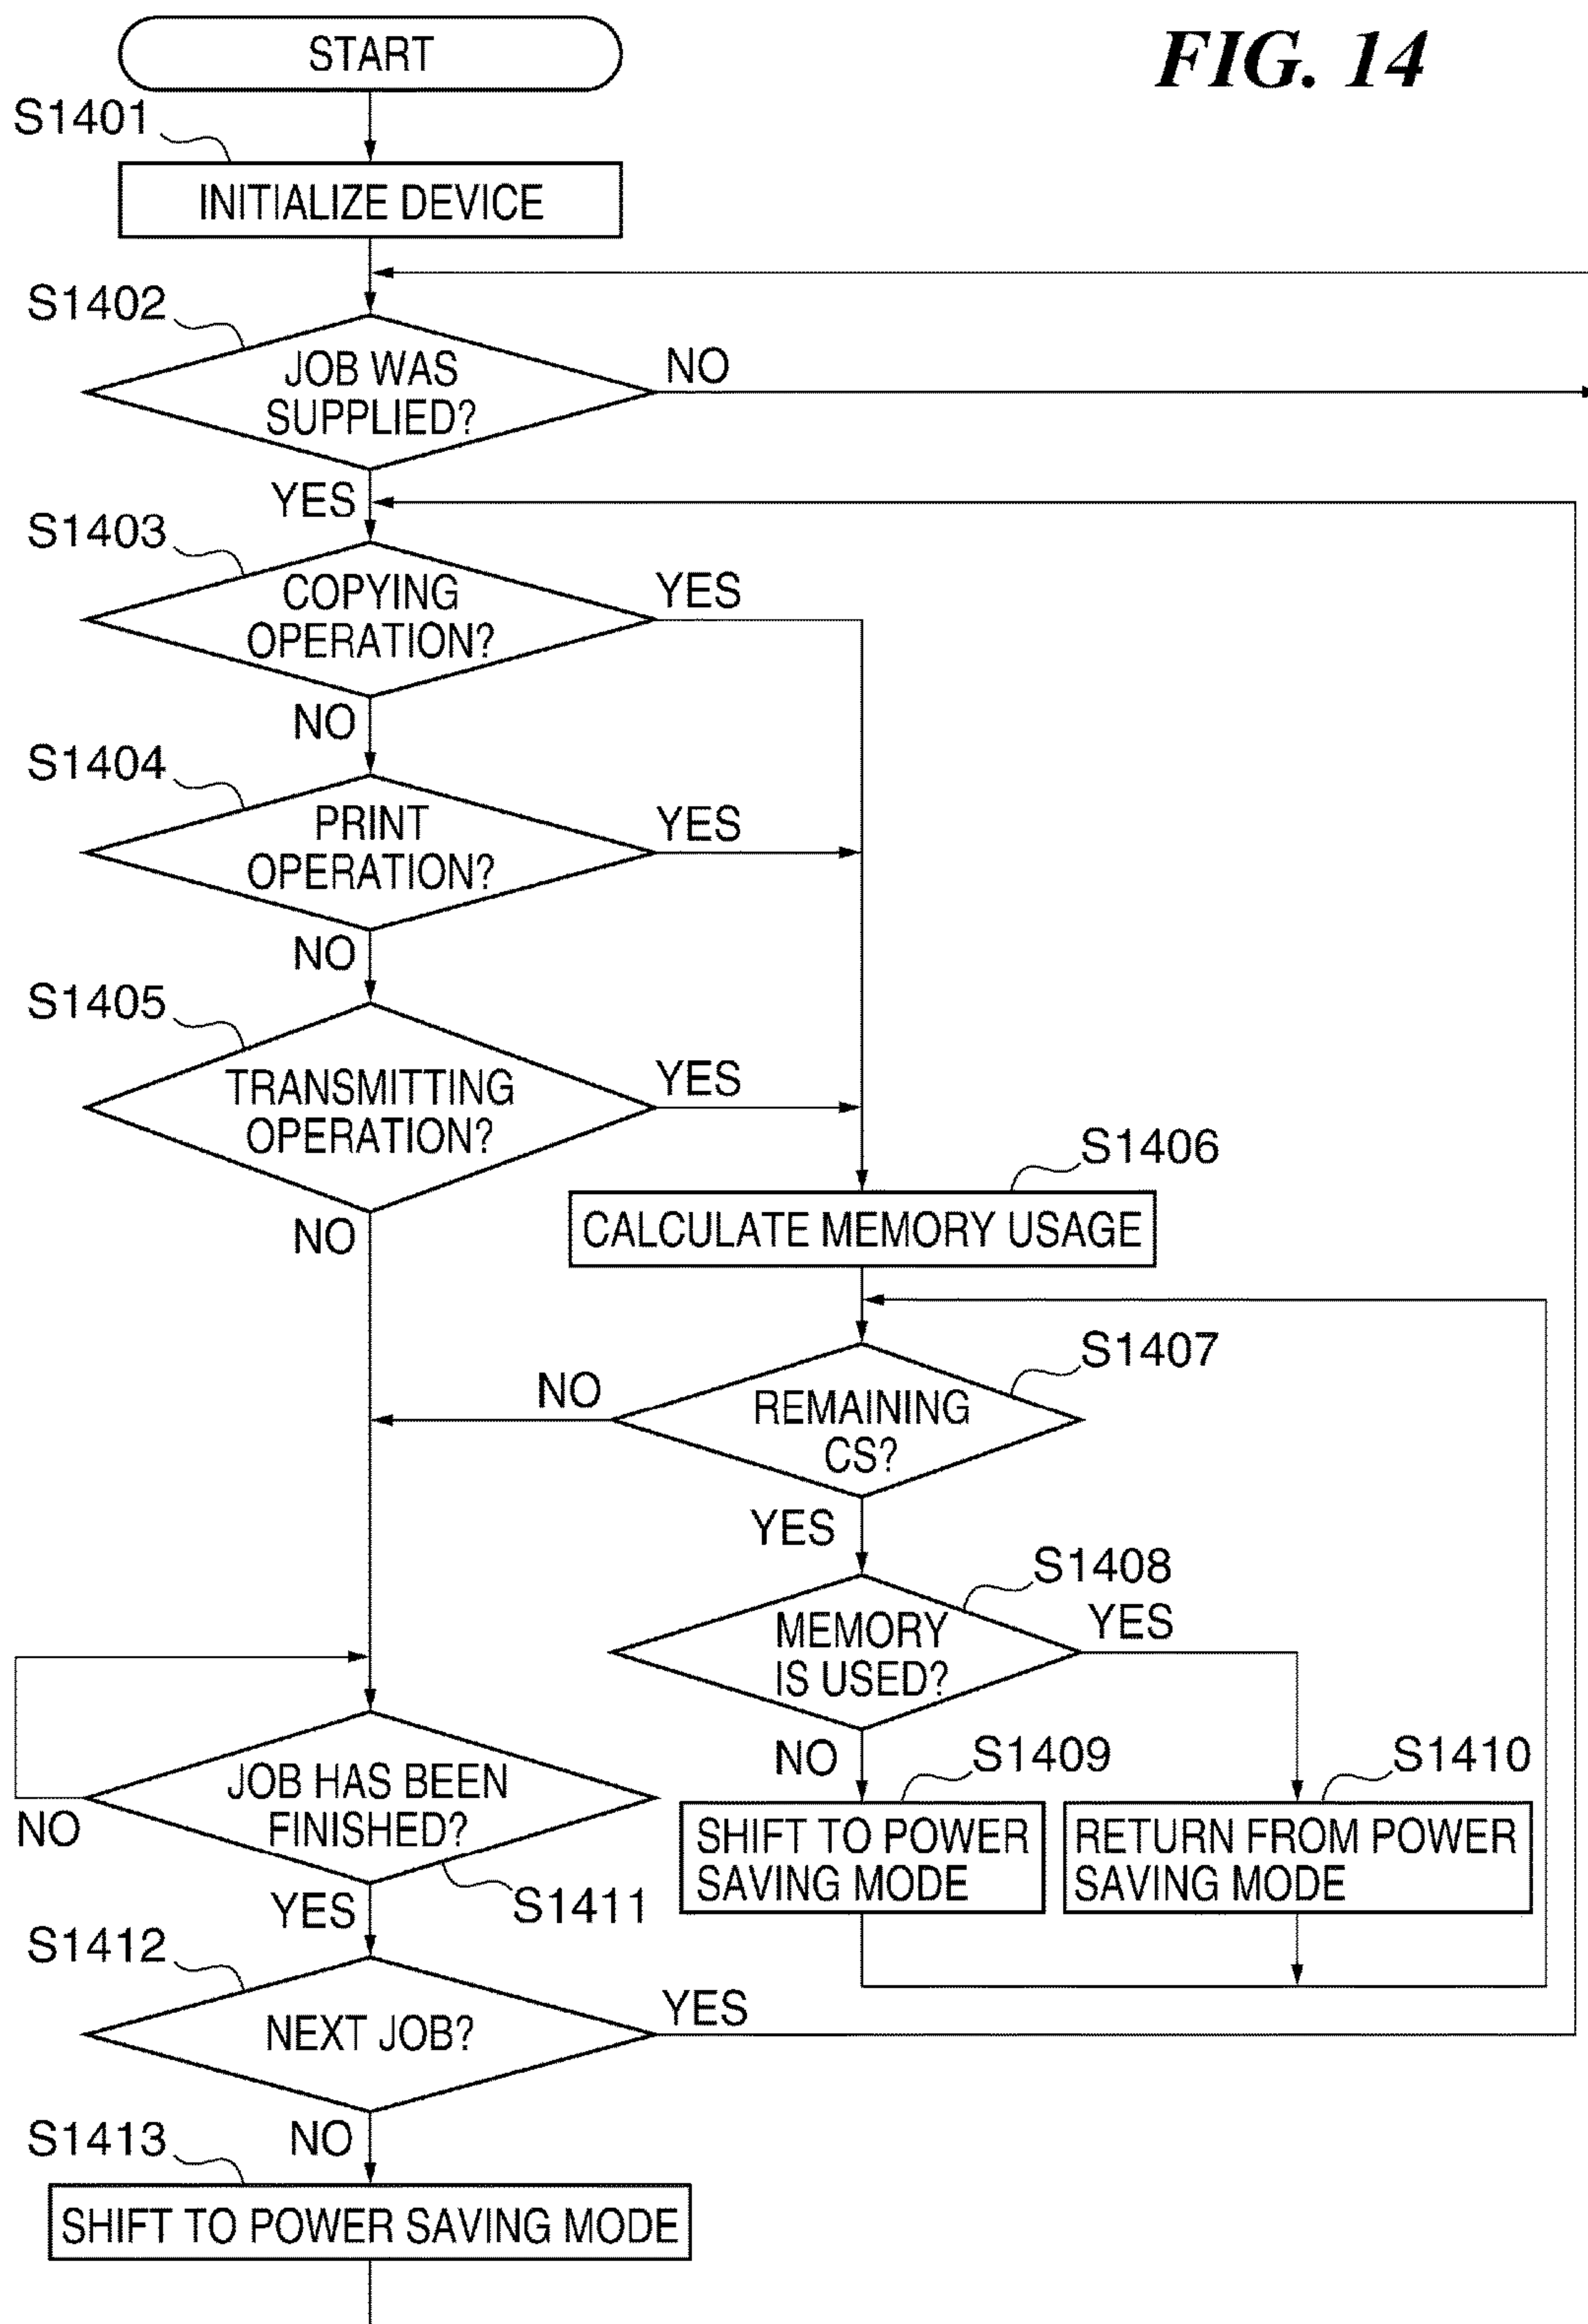 FIG. 14
START
S1401
INITIALIZE DEVICE
S1402
JOB WAS
SUPPLIED?
NO
YES
S1403
COPYING
OPERATION?
YES
NO
S1404
PRINT
OPERATION?
YES
NO
S1405
TRANSMITTING
OPERATION?
YES
NO
S1406
CALCULATE MEMORY USAGE
S1407
REMAINING
CS?
NO
YES
S1408
MEMORY
IS USED?
YES
NO
S1409
SHIFT TO POWER
SAVING MODE
S1410
RETURN FROM POWER
SAVING MODE
JOB HAS BEEN
FINISHED?
NO
S1411
YES
S1412
NEXT JOB?
YES
NO
S1413
SHIFT TO POWER SAVING MODE